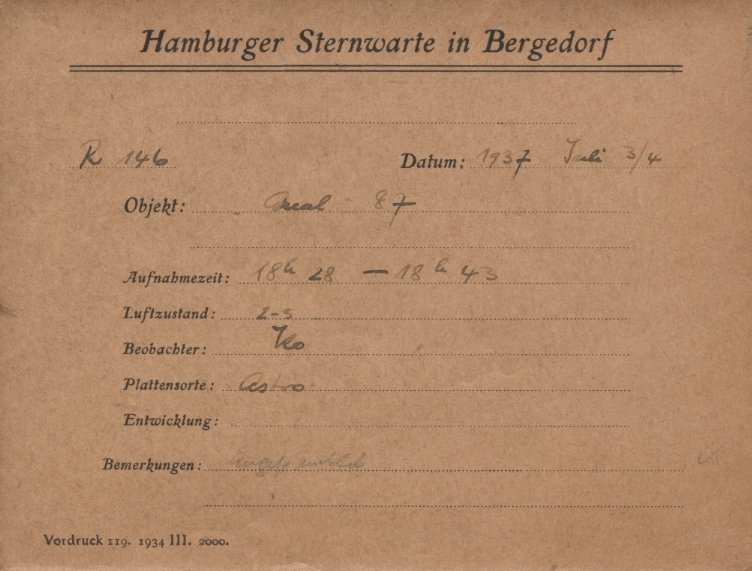 Hamburger Sternwarte in Bergedorf
R 146 Datum: 1937 Juli 3/4
Objekt: Areal 87
Aufnahmezeit: 18h 28 — 18h 43
Luftzustand: 2-3
Beobachter: Ko
Plattensorte: Astro
Entwicklung:
Bemerkungen:
Vordruck 119. 1934 III. 2000.